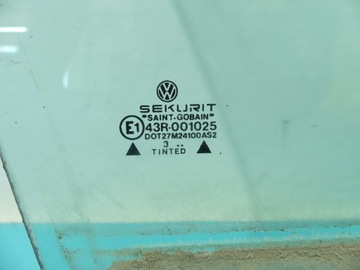 SEKURIT
"SAINT-GOBAIN"
E1 43R-001025
DOT27M24100AS2
3 ..
TINTED